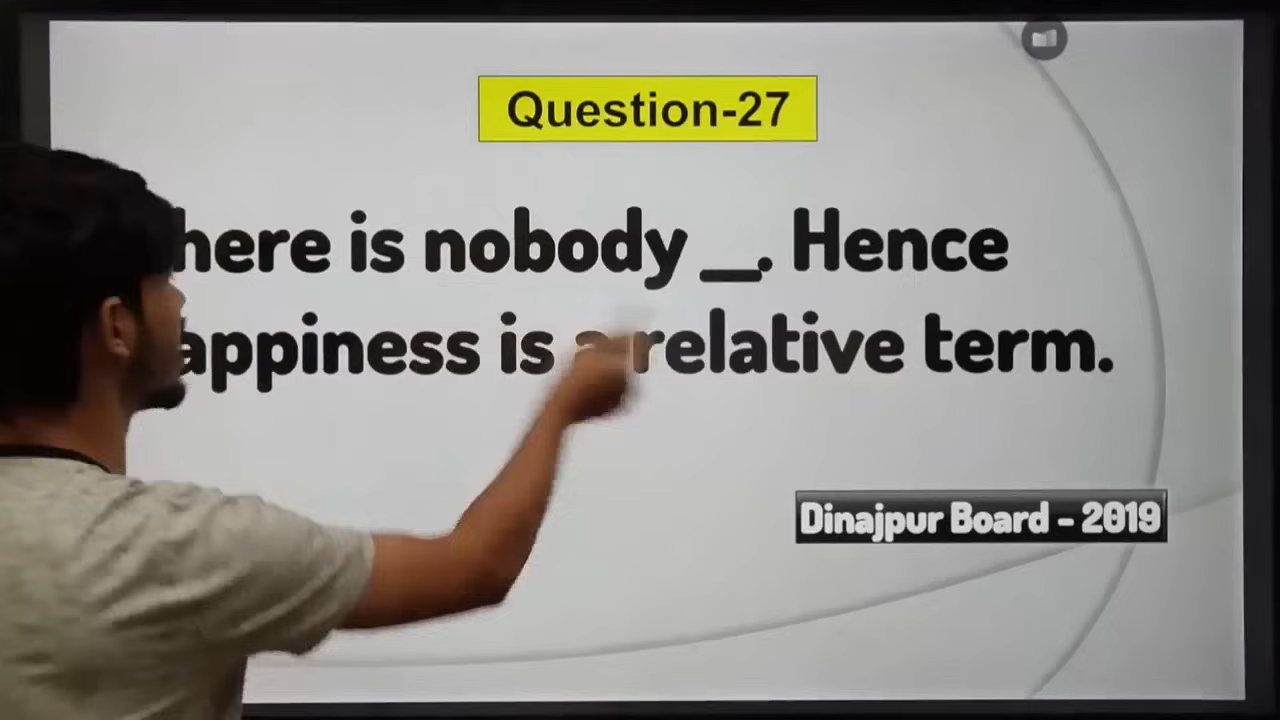 Question-27
here is nobody __. Hence
appiness is a relative term.
Dinajpur Board - 2019